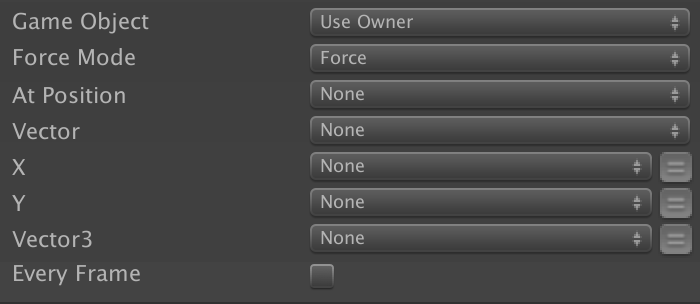 Game Object Use Owner
Force Mode Force
At Position None
Vector None
X None
Y None
Vector3 None
Every Frame